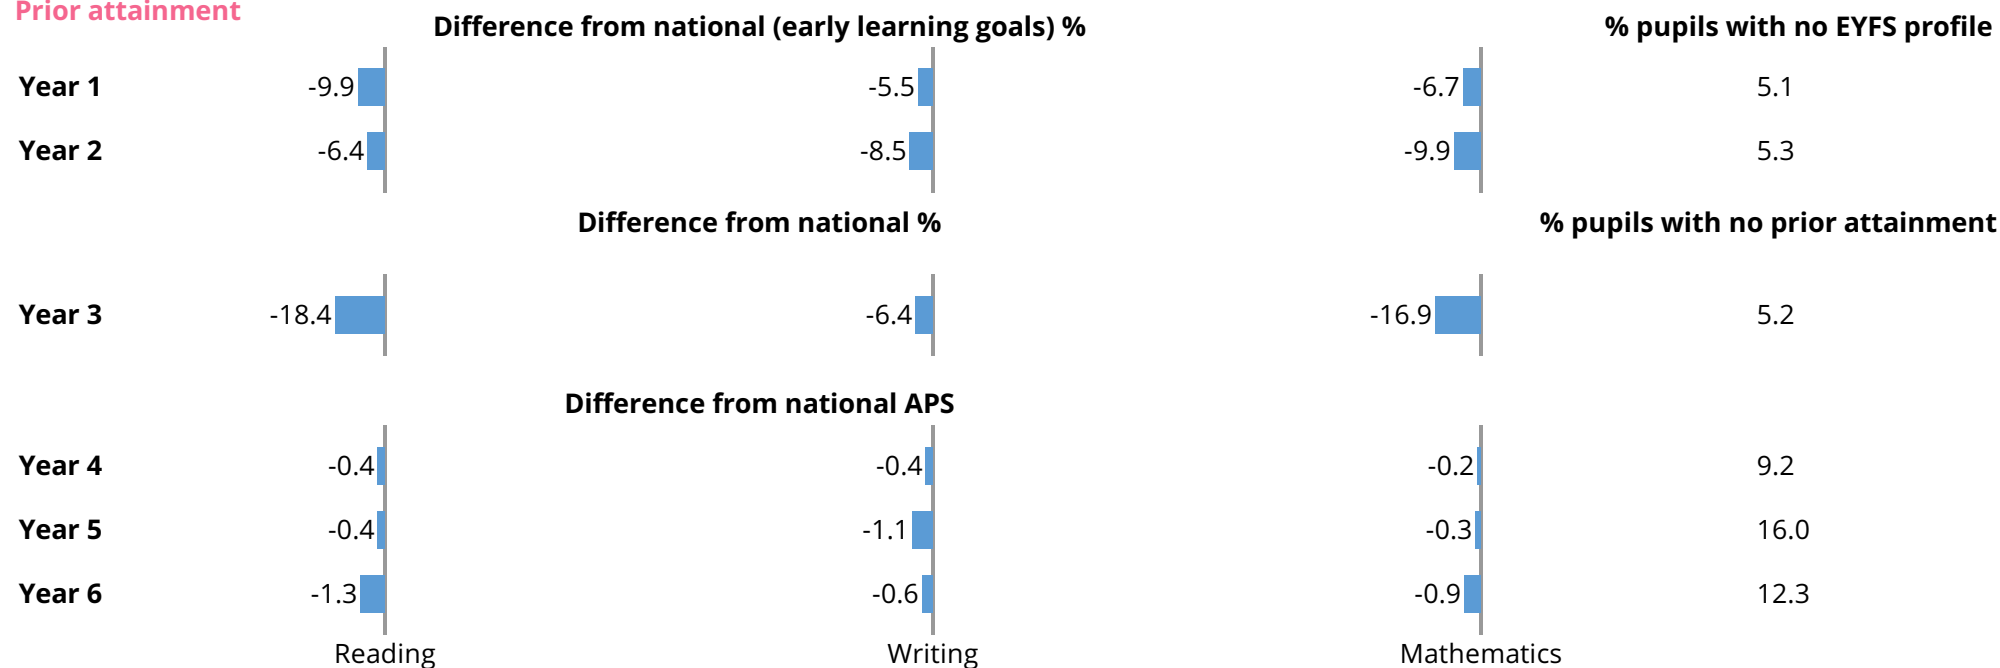 Prior attainment
Difference from national (early learning goals) % % pupils with no EYFS profile
Year 1 -9.9 -5.5 -6.7 5.1
Year 2 -6.4 -8.5 -9.9 5.3
Difference from national % % pupils with no prior attainment
Year 3 -18.4 -6.4 -16.9 5.2
Difference from national APS
Year 4 -0.4 -0.4 -0.2 9.2
Year 5 -0.4 -1.1 -0.3 16.0
Year 6 -1.3 -0.6 -0.9 12.3
Reading Writing Mathematics